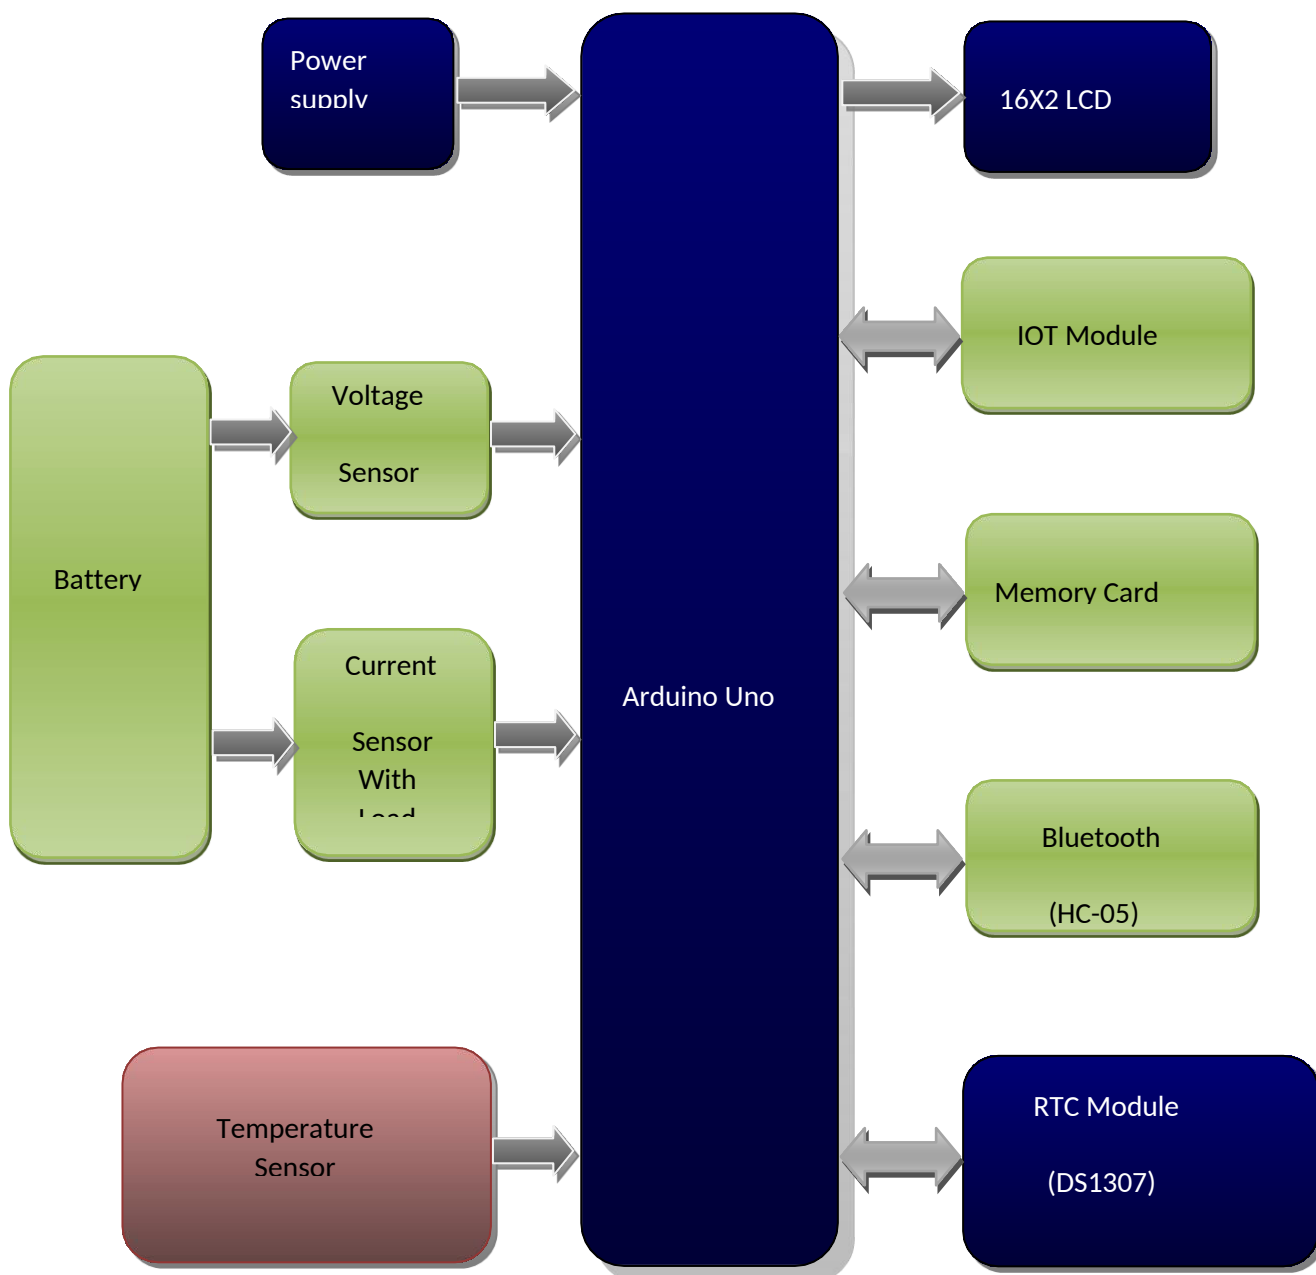 Power
supply
16X2 LCD
IOT Module
Voltage
Sensor
Battery
Memory Card
Current
Sensor
With
Load
Arduino Uno
Bluetooth
(HC-05)
Temperature
Sensor
RTC Module
(DS1307)